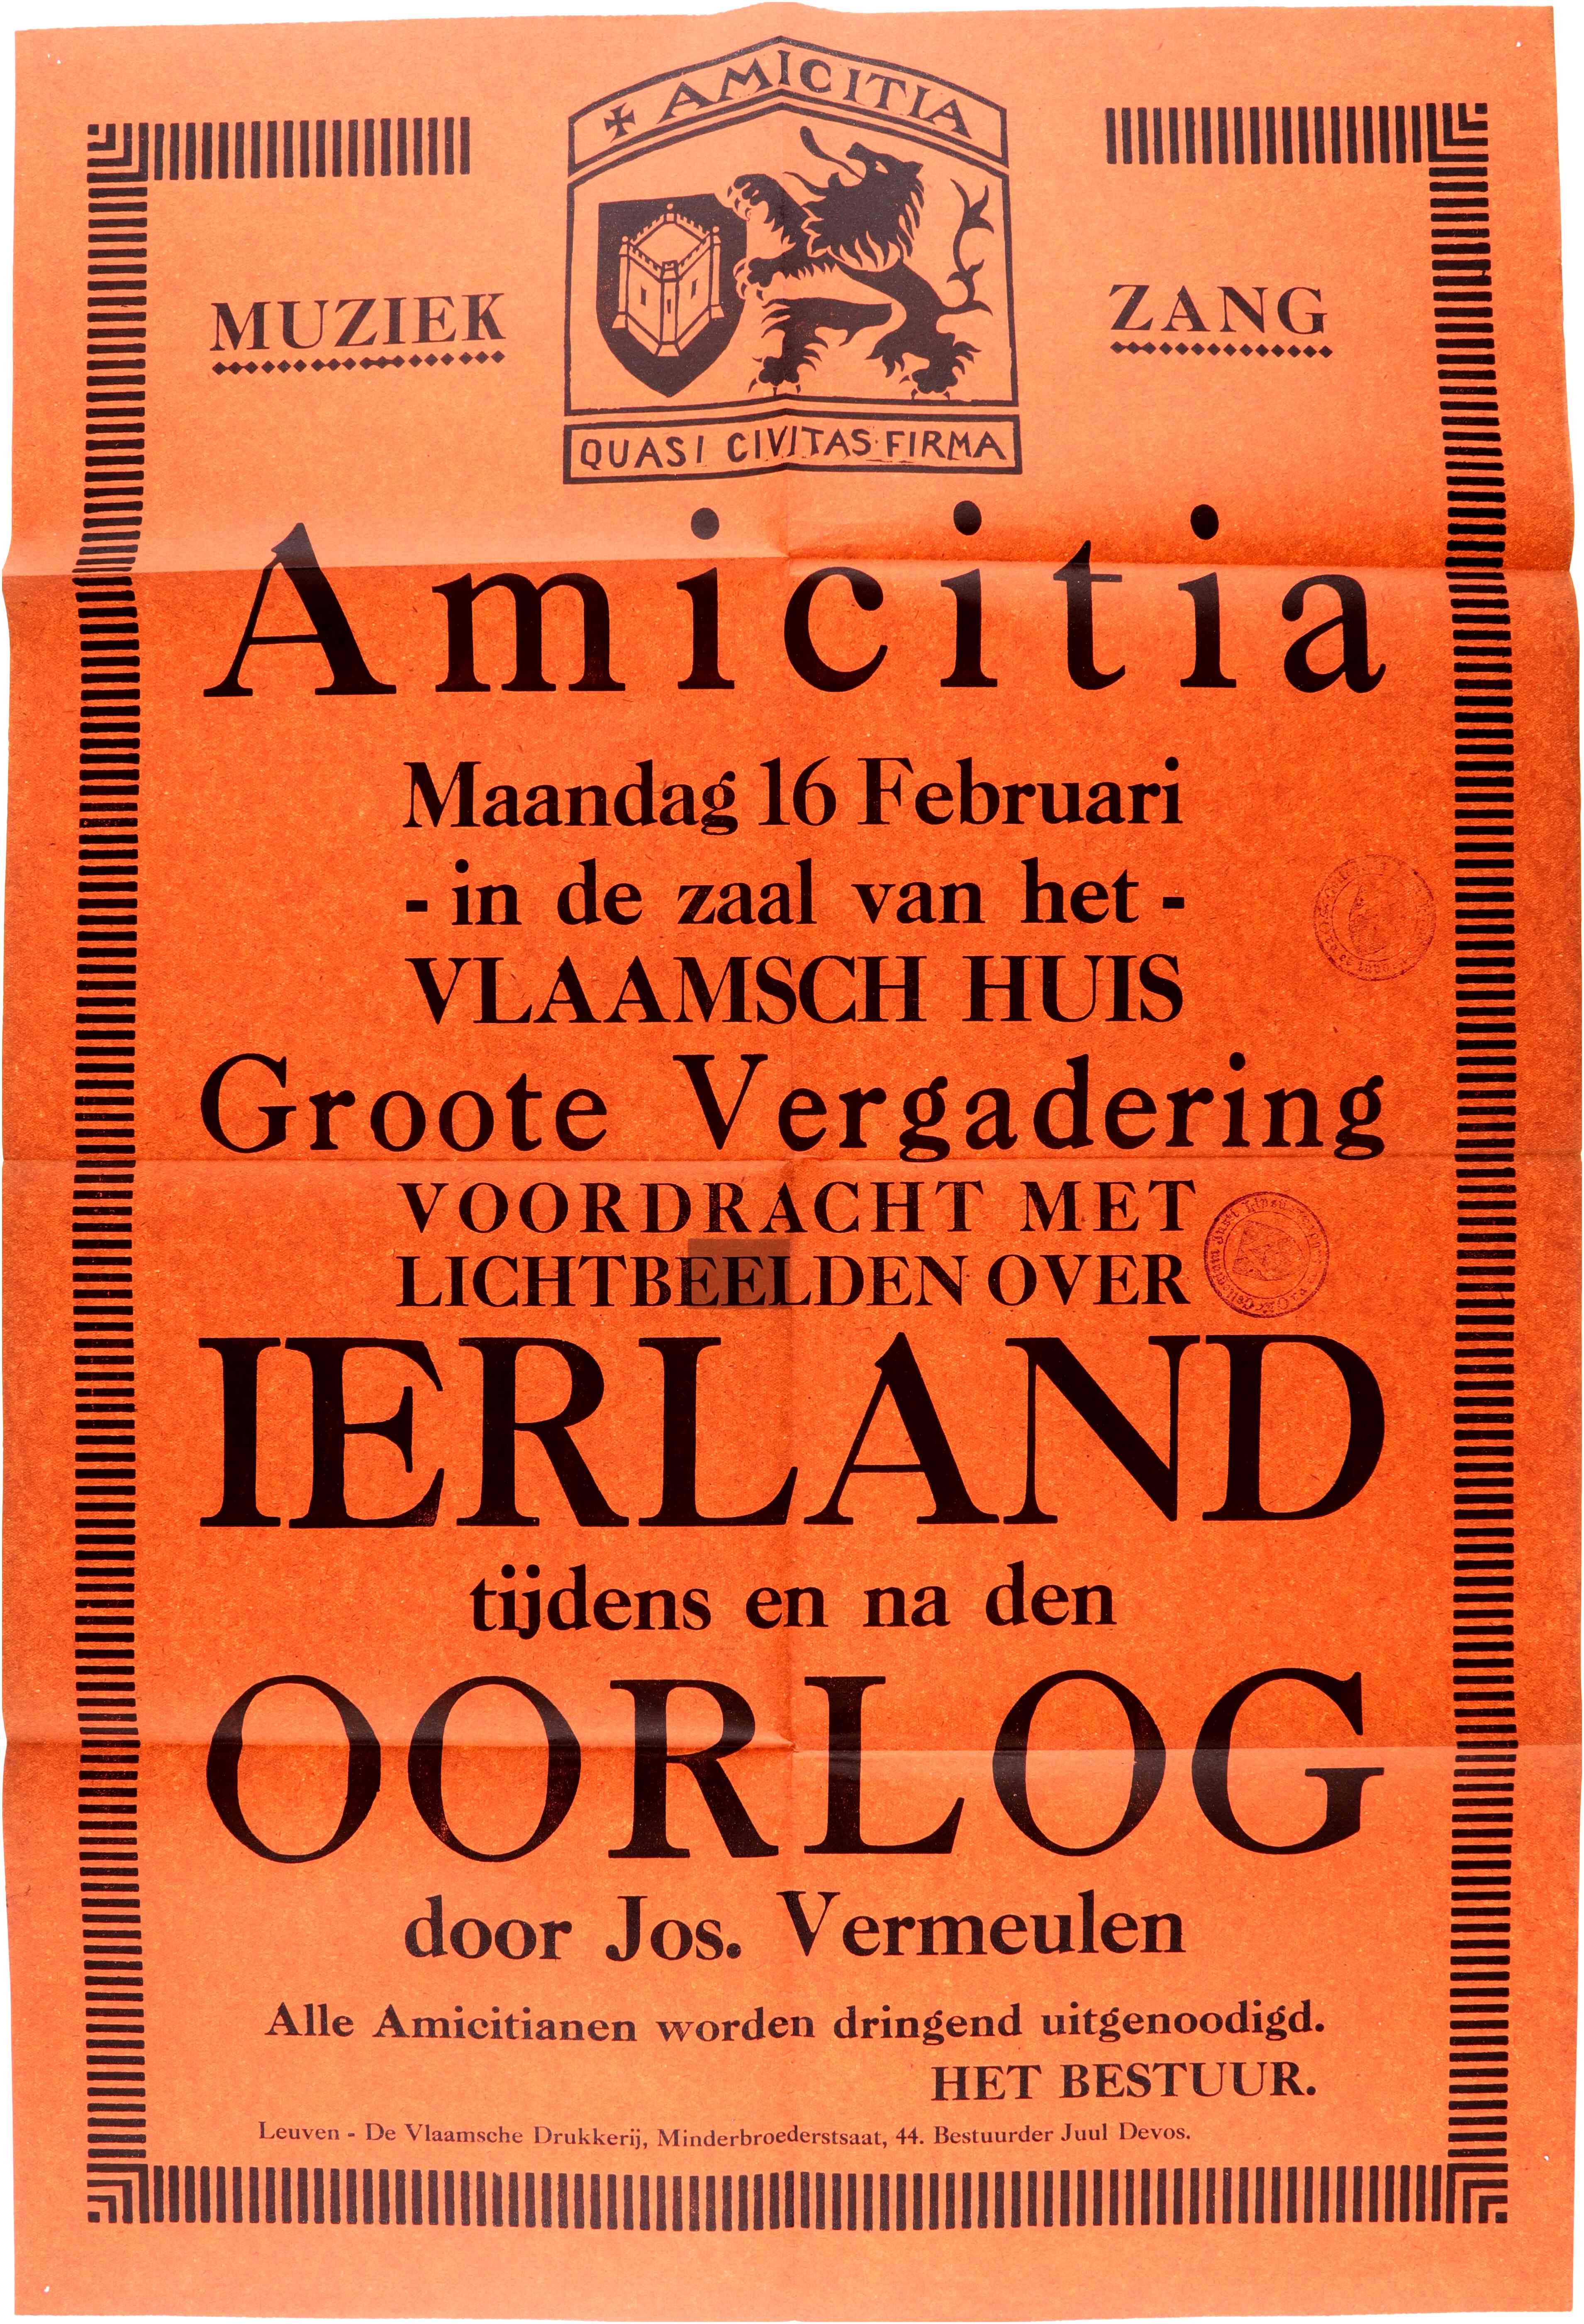 ✠ AMICITIA
MUZIEK
ZANG
QUASI CIVITAS FIRMA
Amicitia
Maandag 16 Februari
- in de zaal van het -
VLAAMSCH HUIS
Groote Vergadering
VOORDRACHT MET
LICHTBEELDEN OVER
IERLAND
tijdens en na den
OORLOG
door Jos. Vermeulen
Alle Amicitianen worden dringend uitgenoodigd.
HET BESTUUR.
Leuven - De Vlaamsche Drukkerij, Minderbroederstsaat, 44. Bestuurder Juul Devos.